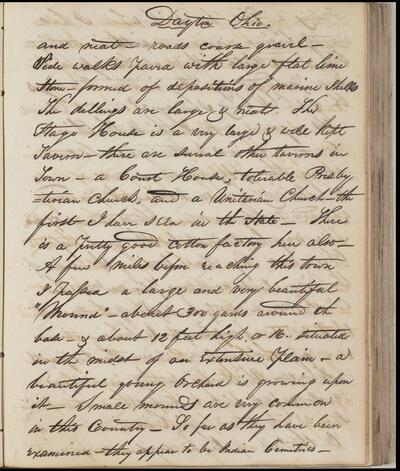 Dayton Ohio.
and neat - roads coarse gravel -
Side walks paved with large flat lime
stone - formed of depositions of marine shells
The dellings are large & neat. The
Stage House is a very large & well kept
Tavern - there are sevral other taverns in
Town - a Court House, tolerable Presby
=terian Church, and a Unitarian Church - the
first I have seen in the State - There
is a pretty good cotton factory here also -
A few miles before reaching this town
I passed a large and very beautiful
"Mound" - about 300 yards around the
base - & about 12 feet high or 16. situated
in the midst of an extensive plain - a
beautiful young Orchard is growing upon
it - Small mounds are very common
in this Country - So far as they have been
examined - they appear to be Indian Cemetries -